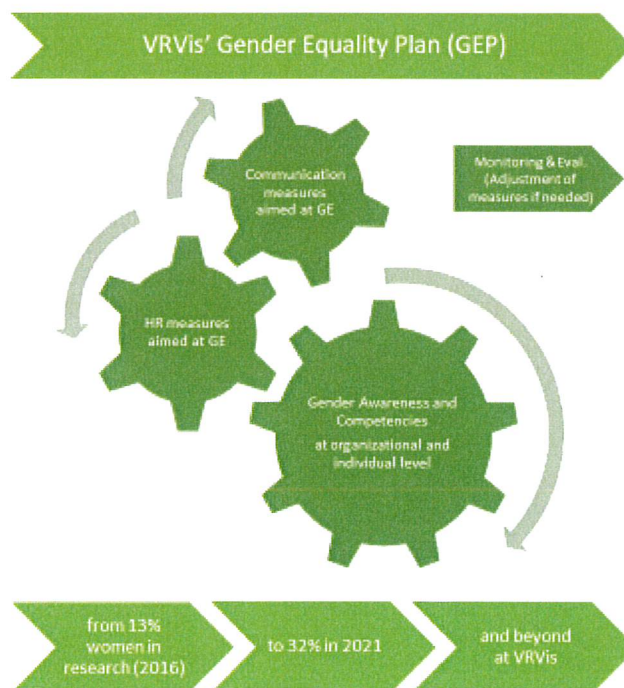 VRVis' Gender Equality Plan (GEP)
Communication
measures
aimed at GE
Monitoring & Eval.
(Adjustment of
measures if needed)
HR measures
aimed at GE
Gender Awareness and
Competencies
at organizational and
individual level
from 13%
women in
research (2016)
to 32% in 2021
and beyond
at VRVis